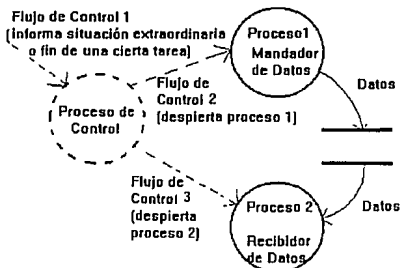 Flujo de Control 1
(informa situación extraordinaria
o fin de una cierta tarea)
Proceso1
Mandador
de Datos
Datos
Proceso de
Control
Flujo de
Control 2
(despierta proceso 1)
Flujo de
Control 3
(despierta
proceso 2)
Proceso 2
Recibidor
de Datos
Datos